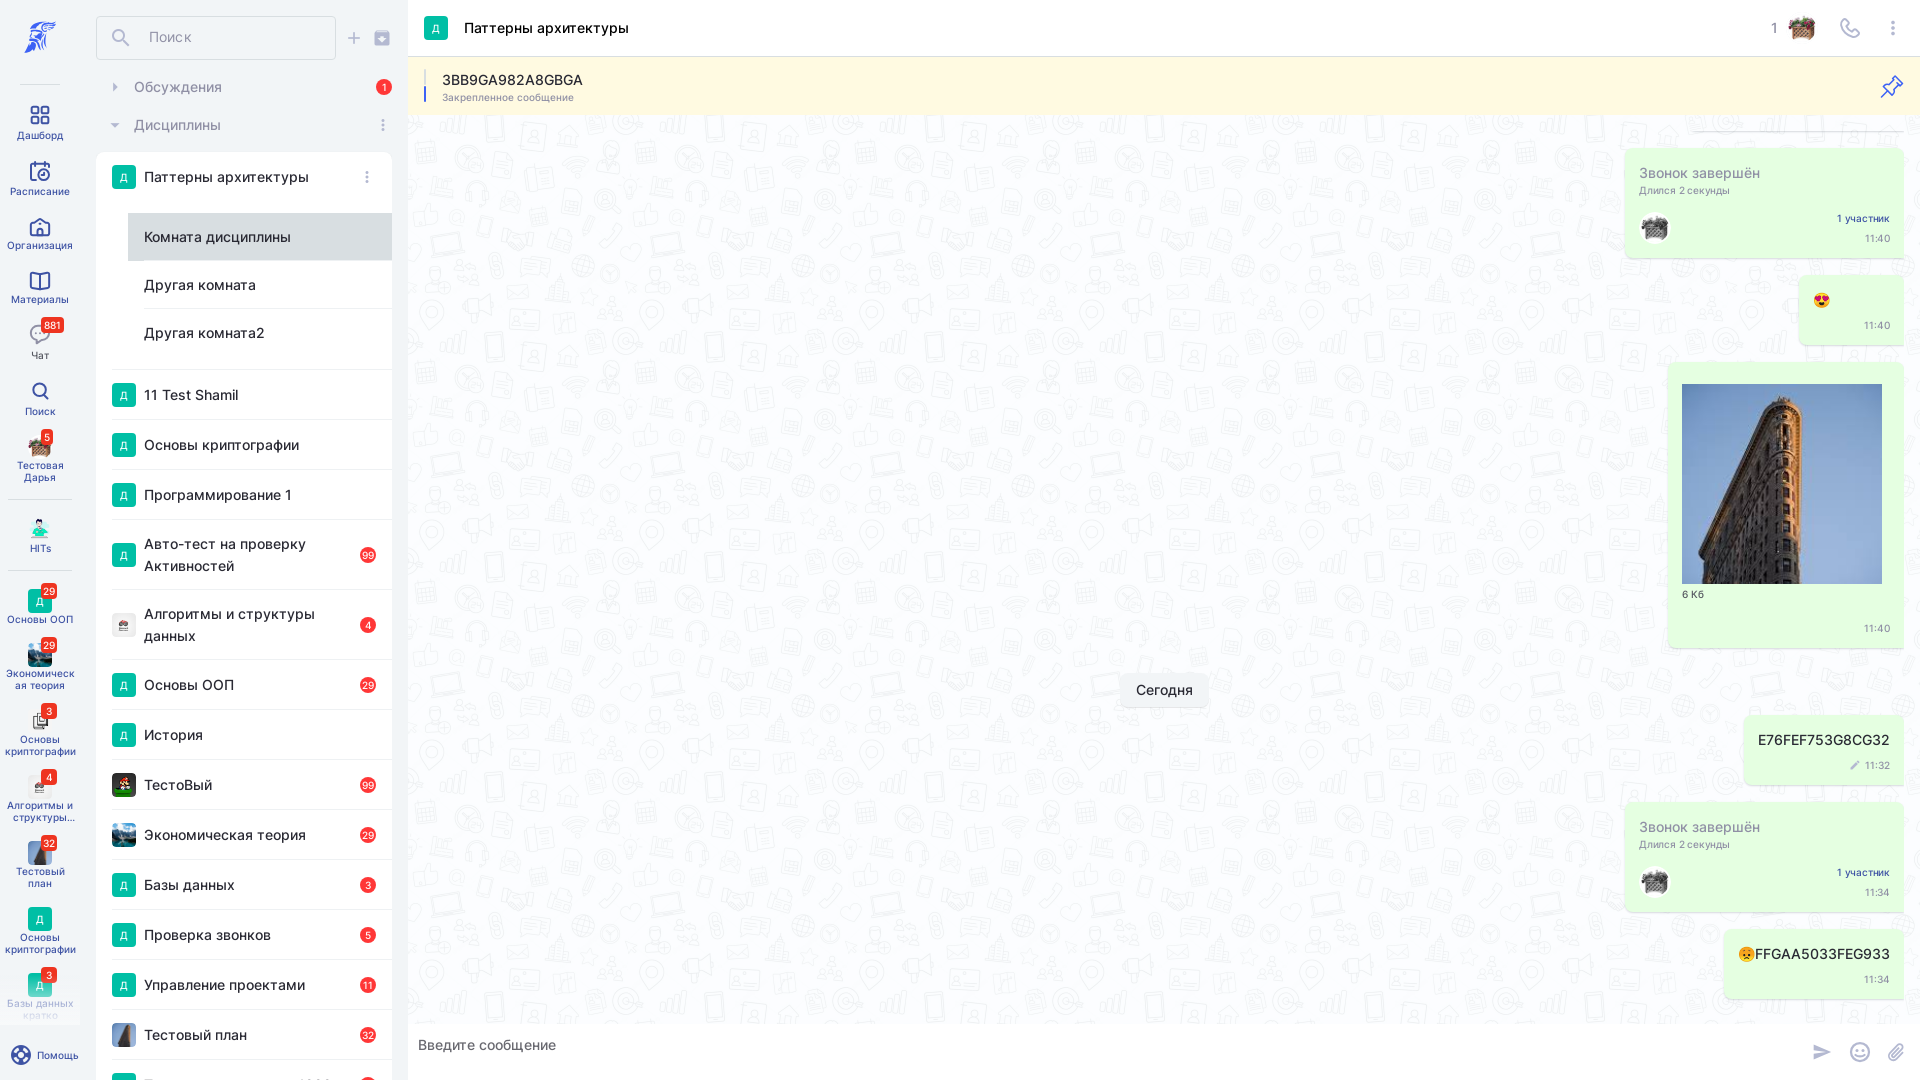 Дашборд
Расписание
Организация
Материалы
881
Чат
Поиск
5
Тестовая
Дарья
HITs
29
Д
Основы ООП
29
Экономическ
ая теория
3
Основы
криптографии
4
Алгоритмы и
структуры...
32
Тестовый
план
Д
Основы
криптографии
3
Д
Базы данных
кратко
Помощь
Поиск
Обсуждения
1
Дисциплины
Д
Паттерны архитектуры
Комната дисциплины
Другая комната
Другая комната2
Д
11 Test Shamil
Д
Основы криптографии
Д
Программирование 1
Д
Авто-тест на проверку
Активностей
99
Алгоритмы и структуры
данных
4
Д
Основы ООП
29
Д
История
ТестоВый
99
Экономическая теория
29
Д
Базы данных
3
Д
Проверка звонков
5
Д
Управление проектами
11
Тестовый план
32
Д
Паттерны архитектуры
1
3BB9GA982A8GBGA
Закрепленное сообщение
Звонок завершён
Длился 2 секунды
1 участник
11:40
11:40
6 Кб
11:40
Сегодня
E76FEF753G8CG32
11:32
Звонок завершён
Длился 2 секунды
1 участник
11:34
FFGAA5033FEG933
11:34
Введите сообщение